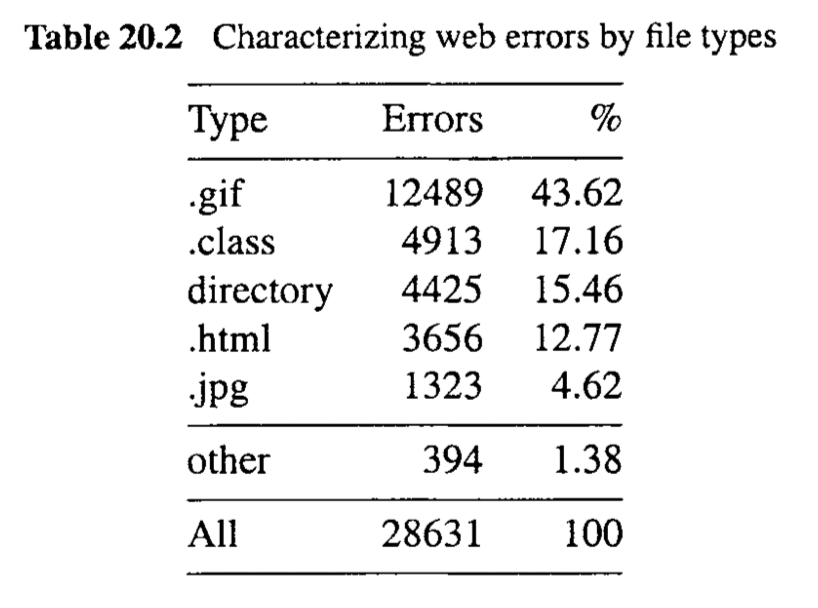 Table 20.2 Characterizing web errors by file types
Type Errors %
.gif 12489 43.62
.class 4913 17.16
directory 4425 15.46
.html 3656 12.77
.jpg 1323 4.62
other 394 1.38
All 28631 100